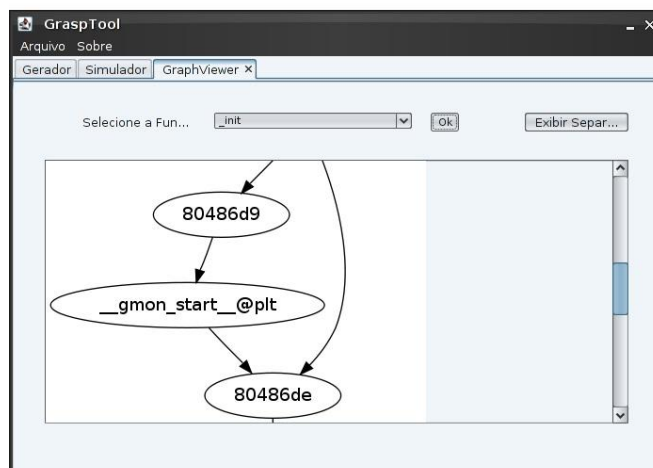 GraspTool
Arquivo Sobre
Gerador Simulador GraphViewer
Selecione a Fun... _init Ok Exibir Separ...
80486d9
__gmon_start__@plt
80486de